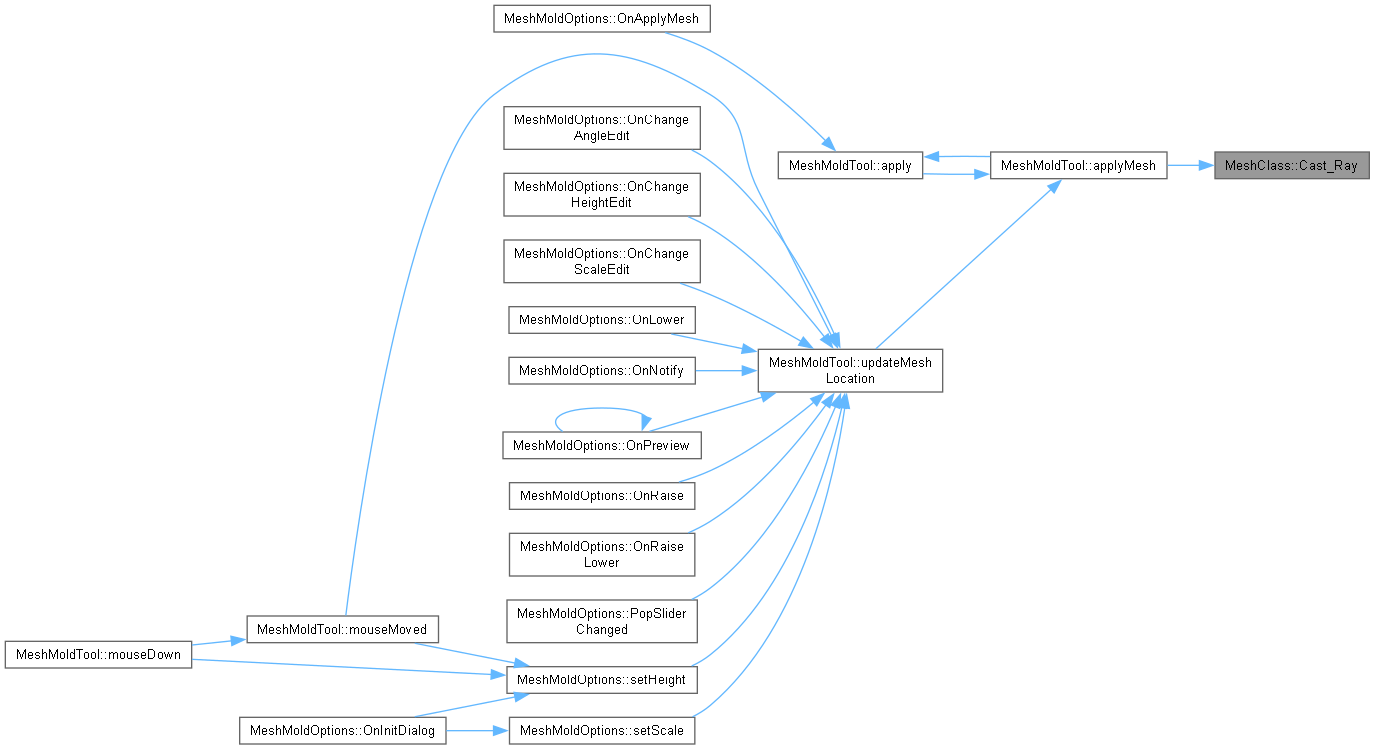 MeshMoldOptions::OnApplyMesh
MeshMoldOptions::OnChange
AngleEdit
MeshMoldTool::apply
MeshMoldTool::applyMesh
MeshClass::Cast_Ray
MeshMoldOptions::OnChange
HeightEdit
MeshMoldOptions::OnChange
ScaleEdit
MeshMoldOptions::OnLower
MeshMoldTool::updateMesh
Location
MeshMoldOptions::OnNotify
MeshMoldOptions::OnPreview
MeshMoldOptions::OnRaise
MeshMoldOptions::OnRaise
Lower
MeshMoldOptions::PopSlider
Changed
MeshMoldTool::mouseMoved
MeshMoldTool::mouseDown
MeshMoldOptions::setHeight
MeshMoldOptions::OnInitDialog
MeshMoldOptions::setScale